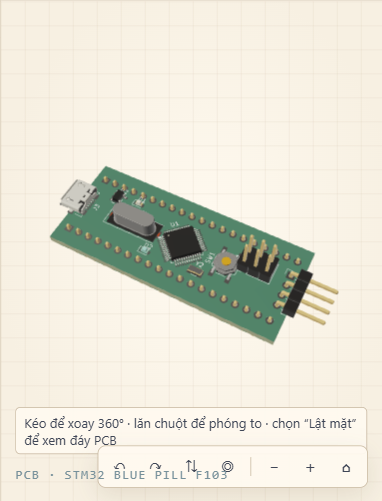 Kéo để xoay 360° · lăn chuột để phóng to · chọn “Lật mặt”
để xem đáy PCB
PCB · STM32 BLUE PILL F103